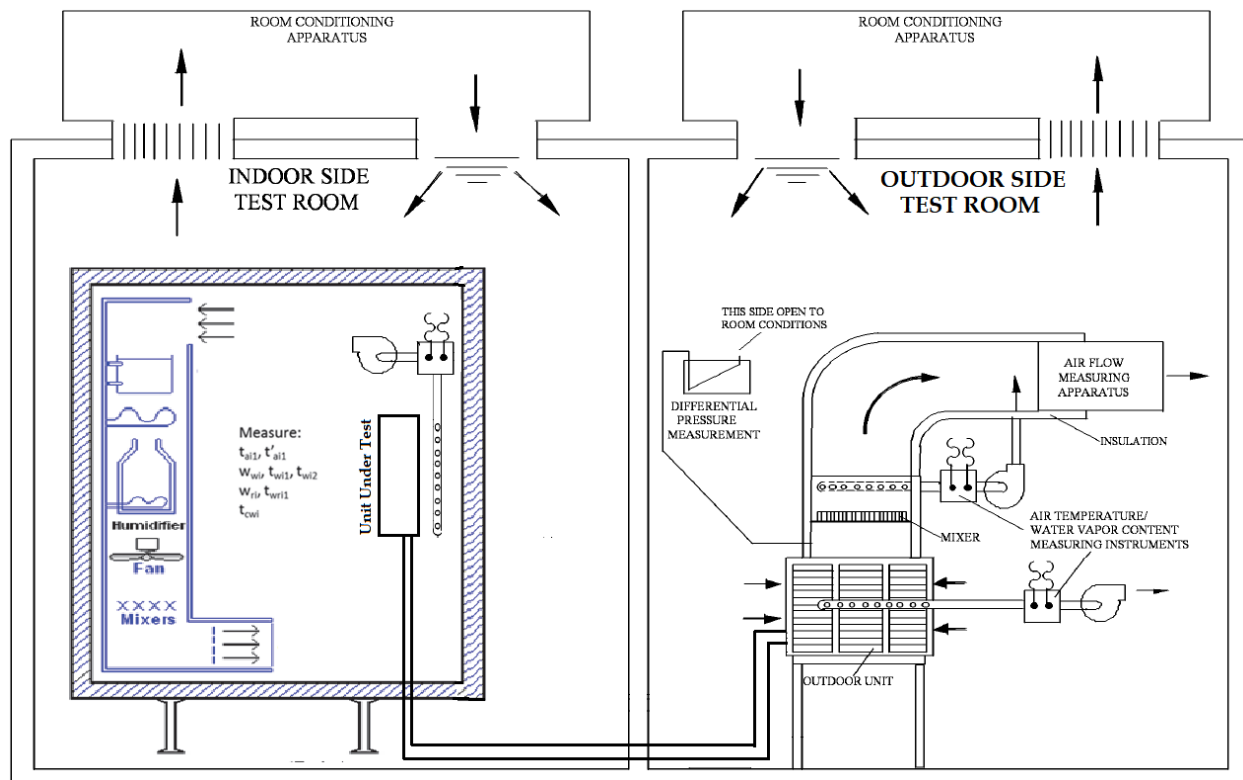 ROOM CONDITIONING
APPARATUS
ROOM CONDITIONING
APPARATUS
INDOOR SIDE
TEST ROOM
OUTDOOR SIDE
TEST ROOM
THIS SIDE OPEN TO
ROOM CONDITIONS
AIR FLOW
MEASURING
APPARATUS
DIFFERENTIAL
PRESSURE
MEASUREMENT
INSULATION
Measure:
tai1, t'ai1
wwi, twi1, twi2
wri, twri1
tcwi
Unit Under Test
Humidifier
Fan
XXXX
Mixers
MIXER
AIR TEMPERATURE/
WATER VAPOR CONTENT
MEASURING INSTRUMENTS
OUTDOOR UNIT